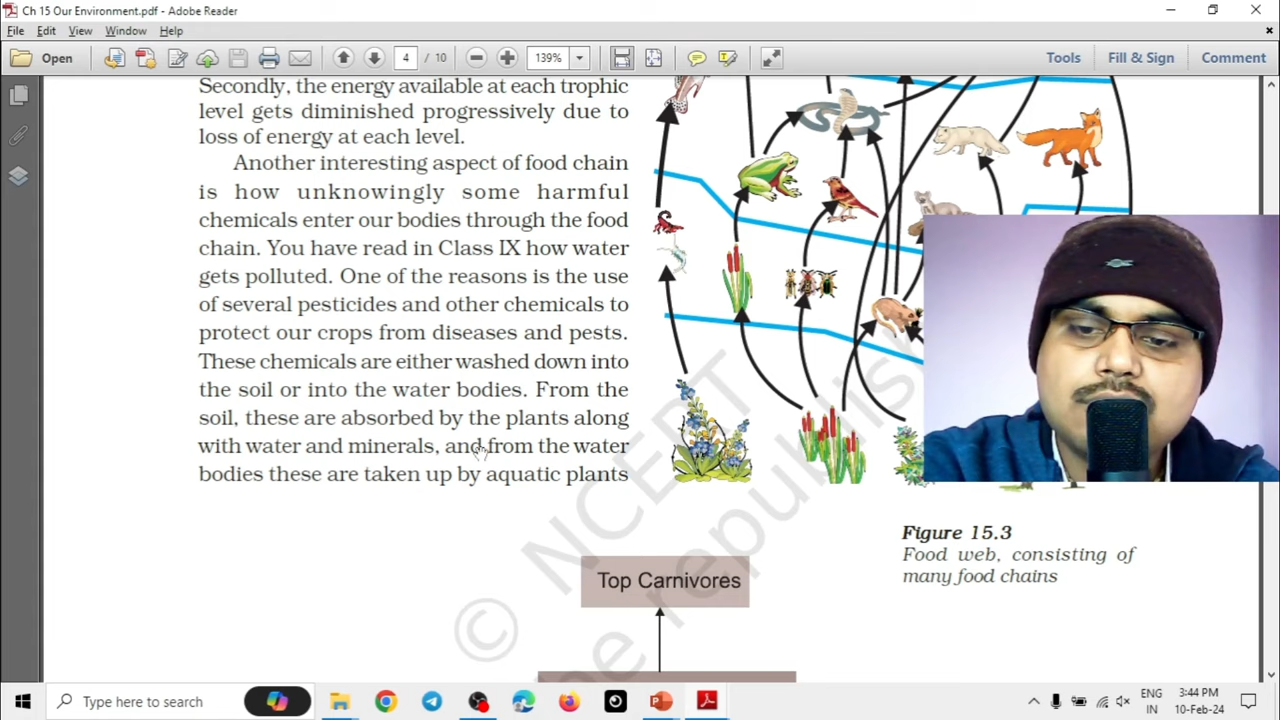 Ch 15 Our Environment.pdf - Adobe Reader
File Edit View Window Help
Open 4 / 10 139% Tools Fill & Sign Comment
Secondly, the energy available at each trophic
level gets diminished progressively due to
loss of energy at each level.
Another interesting aspect of food chain
is how unknowingly some harmful
chemicals enter our bodies through the food
chain. You have read in Class IX how water
gets polluted. One of the reasons is the use
of several pesticides and other chemicals to
protect our crops from diseases and pests.
These chemicals are either washed down into
the soil or into the water bodies. From the
soil, these are absorbed by the plants along
with water and minerals, and from the water
bodies these are taken up by aquatic plants
Figure 15.3
Food web, consisting of
many food chains
Top Carnivores
© NCERT
be republis
Type here to search
ENG
IN
3:44 PM
10-Feb-24